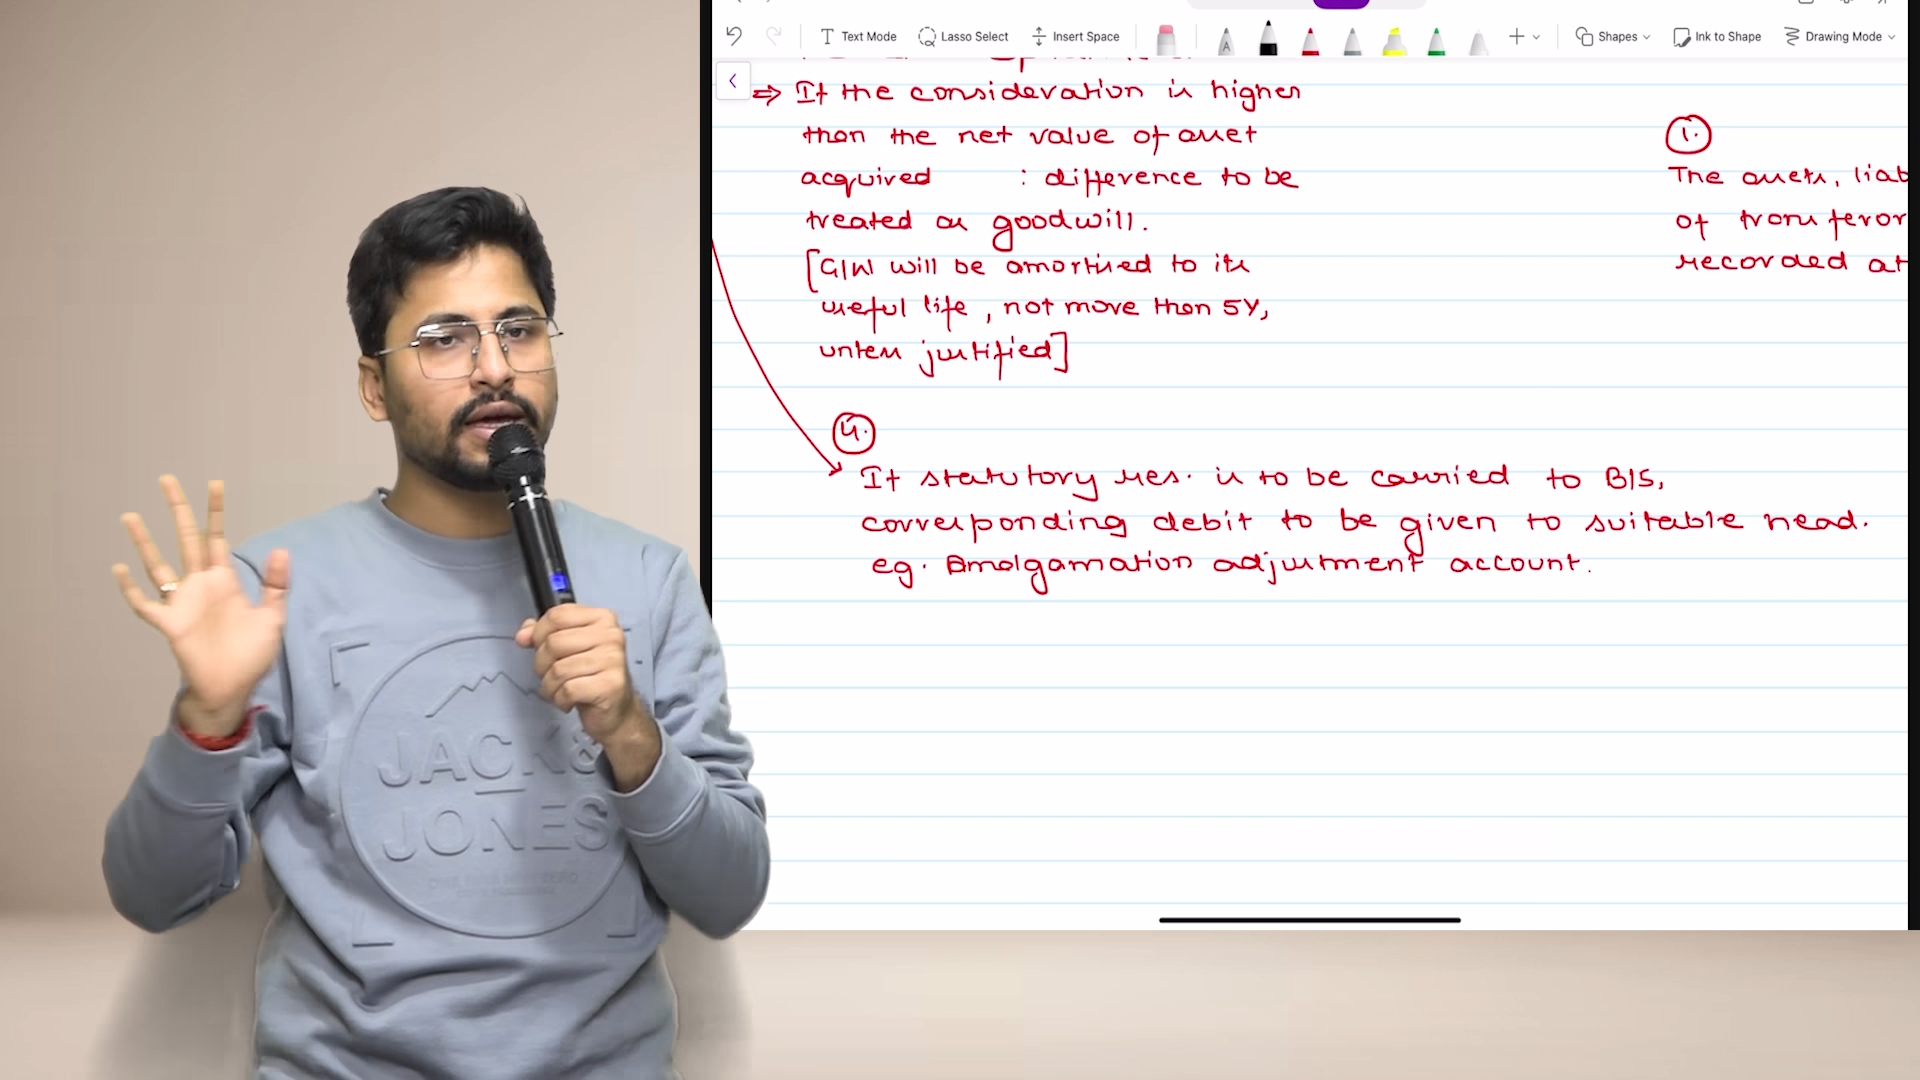 Text Mode
Lasso Select
Insert Space
Shapes
Ink to Shape
Drawing Mode
⇒ If the consideration is higher
than the net value of asset
acquired : difference to be
treated as goodwill.
[G/W will be amortised to its
useful life, not more than 5Y,
unless justified]
4.
If statutory res. is to be carried to B/S,
corresponding debit to be given to suitable head.
eg. Amalgamation adjustment account.
1.
The assets, liab
of transferor
recorded at
JACK &
JONES